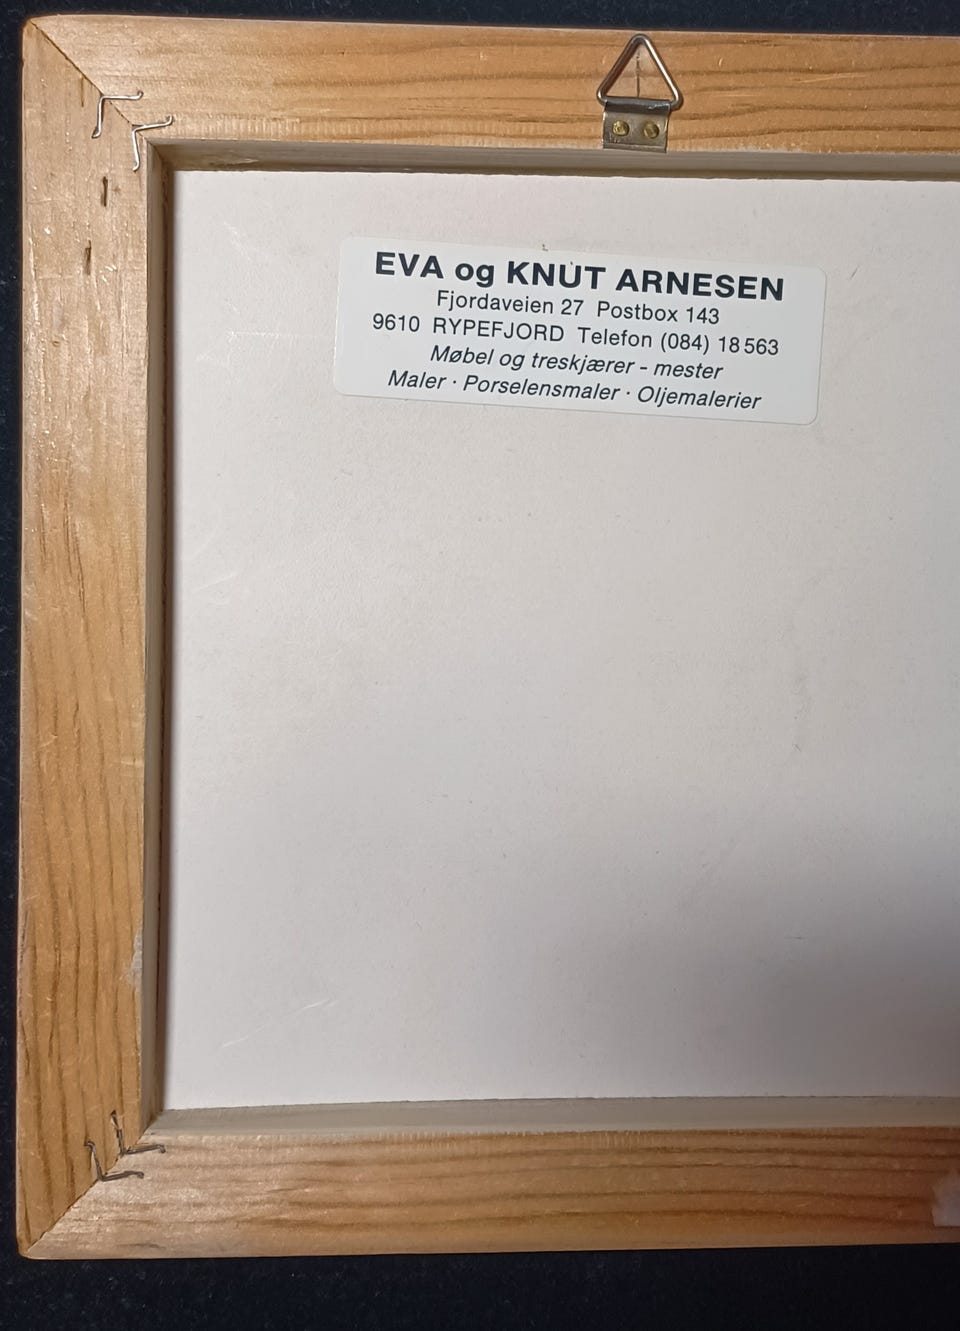 EVA og KNUT ARNESEN
Fjordaveien 27 Postbox 143
9610 RYPEFJORD Telefon (084) 18 563
Møbel og treskjærer - mester
Maler · Porselensmaler · Oljemalerier